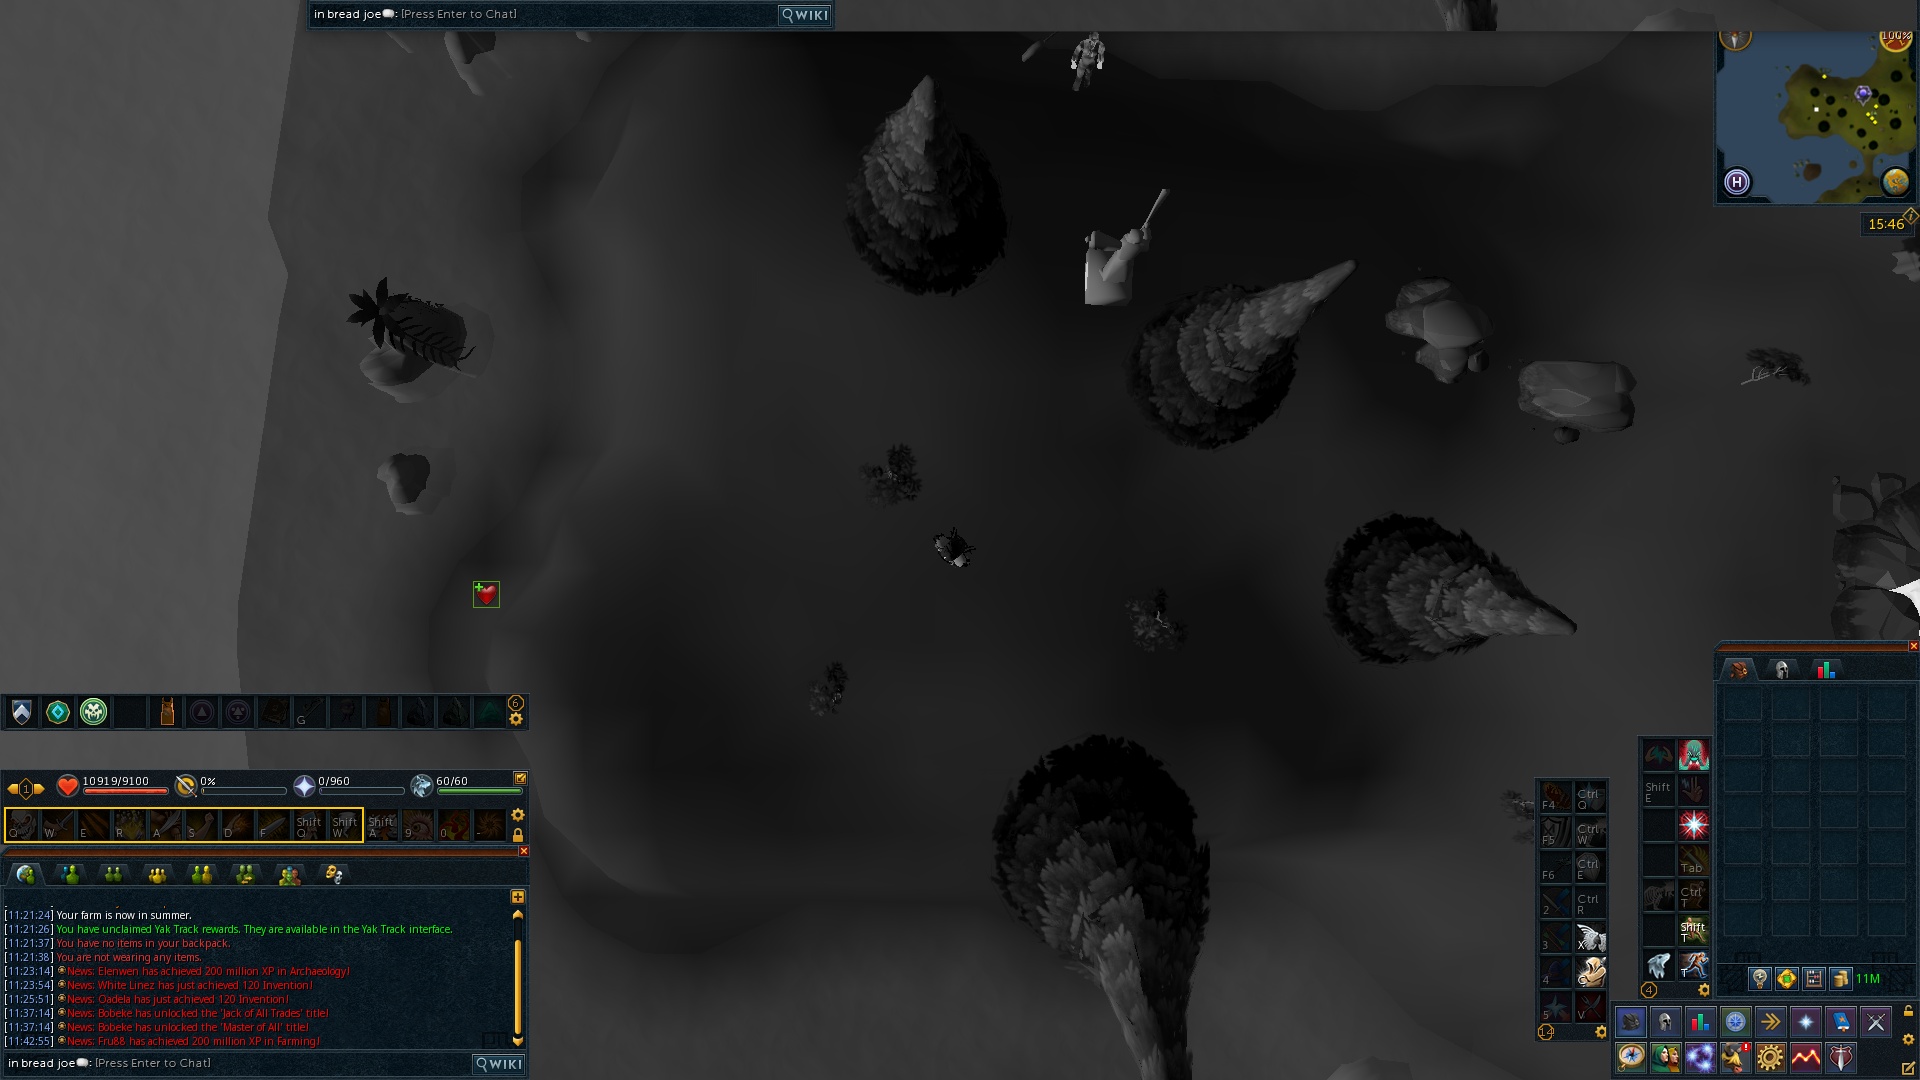 in bread joe: [Press Enter to Chat]
WIKI
100%
H
15:46
G
6
1
10919/9100
0%
0/960
60/60
Q W E R A S D F Shift Q Shift W Shift A 9 0 -
[11:21:24] Your farm is now in summer.
[11:21:26] You have unclaimed Yak Track rewards. They are available in the Yak Track interface.
[11:21:37] You have no items in your backpack.
[11:21:38] You are not wearing any items.
[11:23:14] News: Elenwen has achieved 200 million XP in Archaeology!
[11:23:54] News: White Linez has just achieved 120 Invention!
[11:25:51] News: Oadela has just achieved 120 Invention!
[11:37:14] News: Bobeke has unlocked the 'Jack of All Trades' title!
[11:37:14] News: Bobeke has unlocked the 'Master of All' title!
[11:42:55] News: Fru88 has achieved 200 million XP in Farming!
in bread joe: [Press Enter to Chat]
WIKI
F4 Ctrl Q
F5 Ctrl W
F6 Ctrl E
2 Ctrl R
3 X
4
5 V
14
Shift E
Tab
Ctrl T
Shift T
T
4
11M